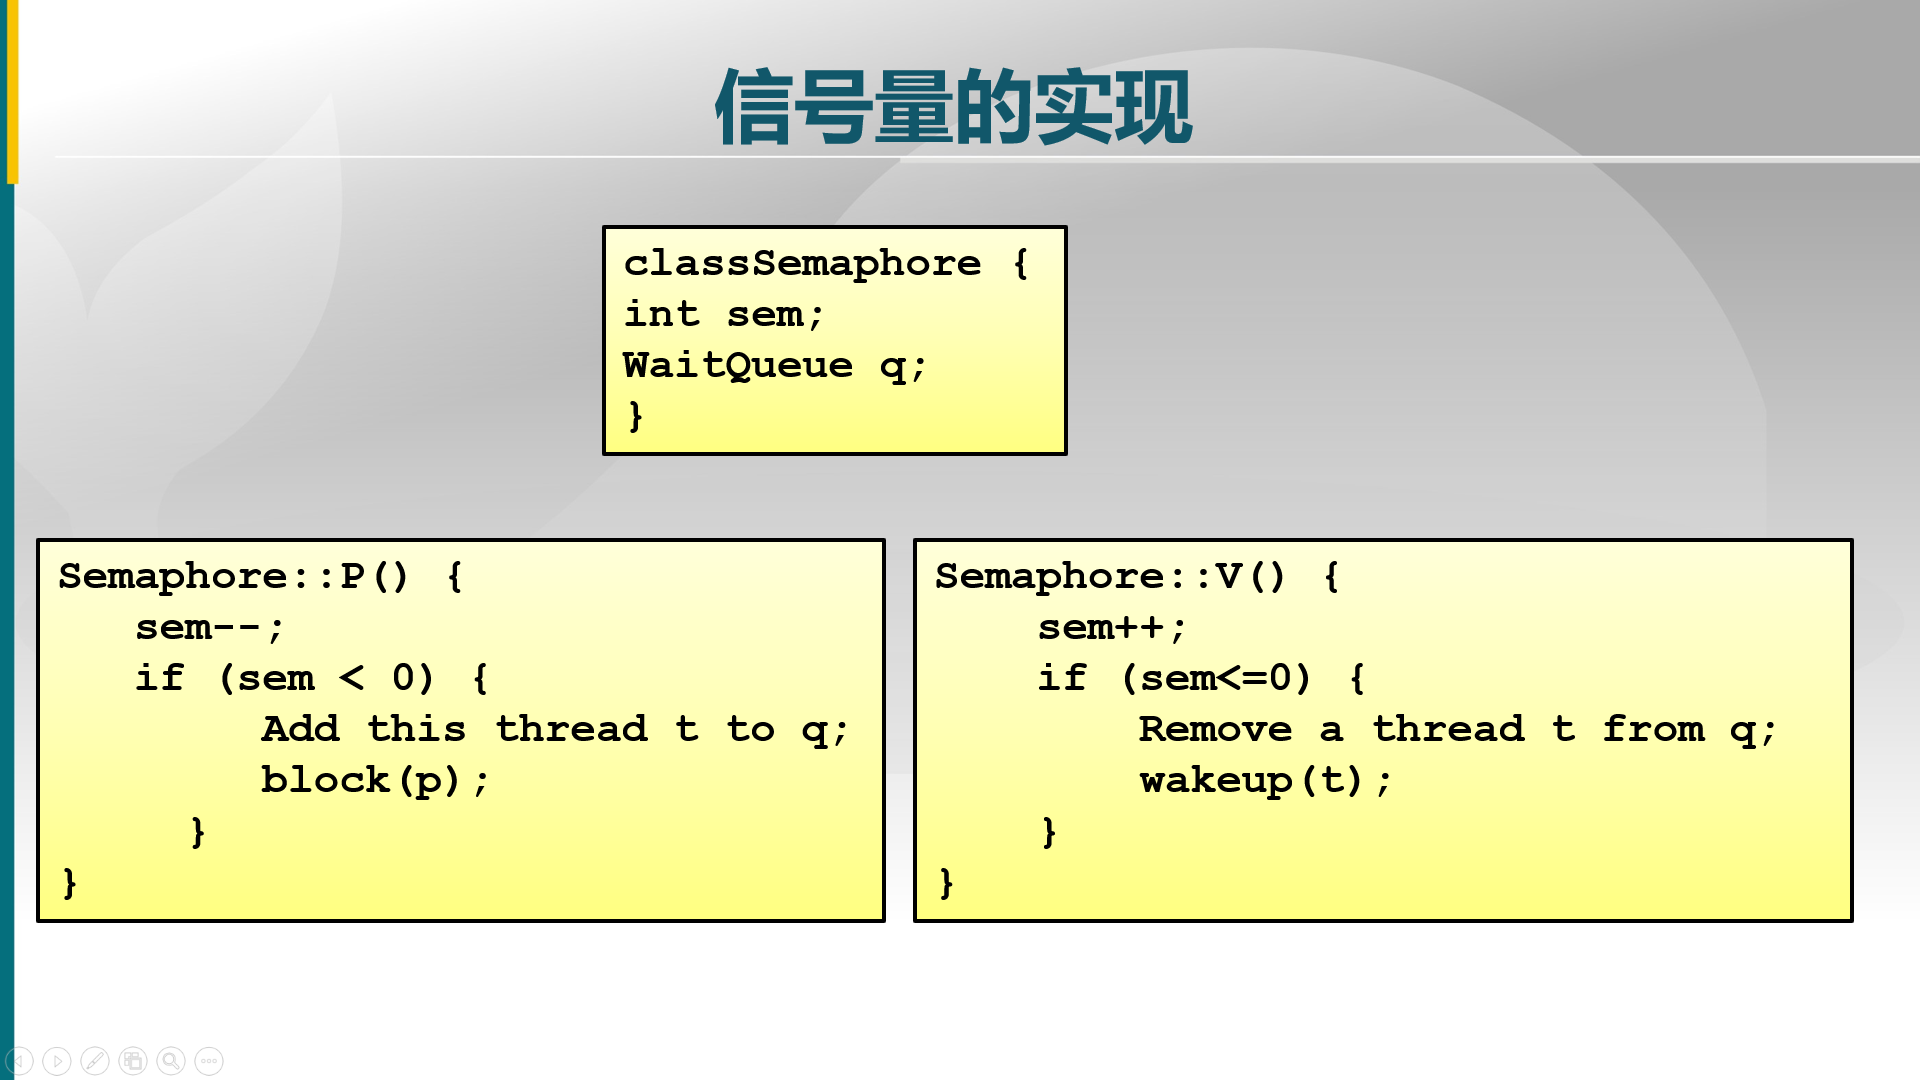 信号量的实现
classSemaphore {
int sem;
WaitQueue q;
}
Semaphore::P() {
sem--;
if (sem < 0) {
Add this thread t to q;
block(p);
}
}
Semaphore::V() {
sem++;
if (sem<=0) {
Remove a thread t from q;
wakeup(t);
}
}